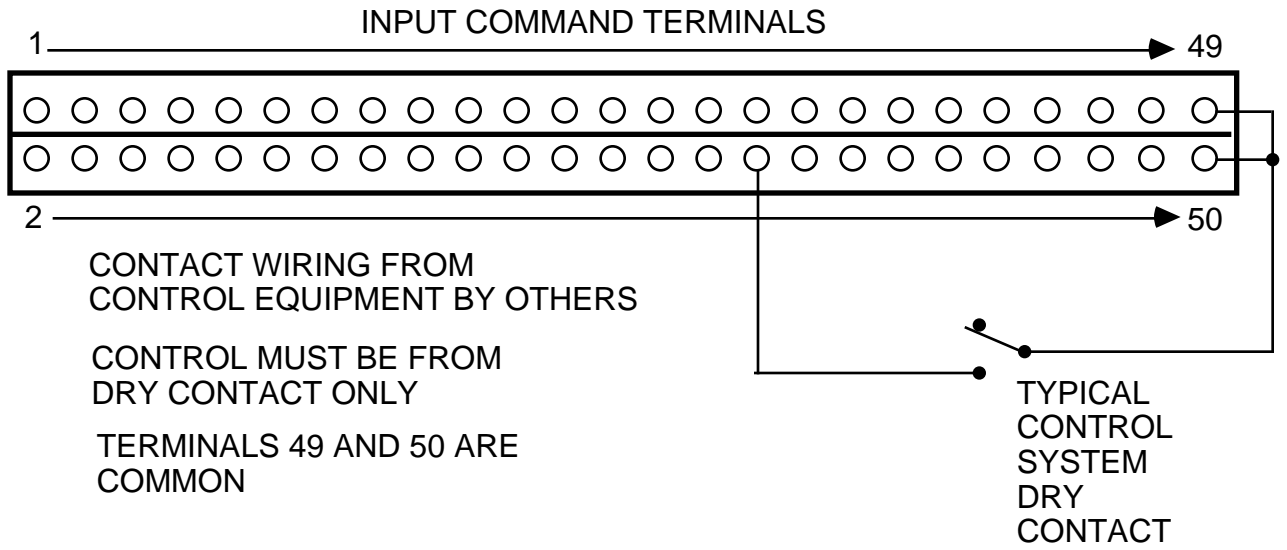 INPUT COMMAND TERMINALS
1
49
2
50
CONTACT WIRING FROM
CONTROL EQUIPMENT BY OTHERS
CONTROL MUST BE FROM
DRY CONTACT ONLY
TERMINALS 49 AND 50 ARE
COMMON
TYPICAL
CONTROL
SYSTEM
DRY
CONTACT